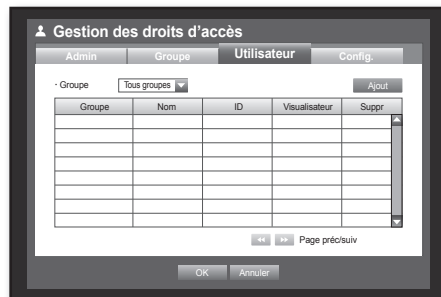 Gestion des droits d'accès
Admin Groupe Utilisateur Config.
· Groupe Tous groupes Ajout
Groupe Nom ID Visualisateur Suppr
Page préc/suiv
OK Annuler